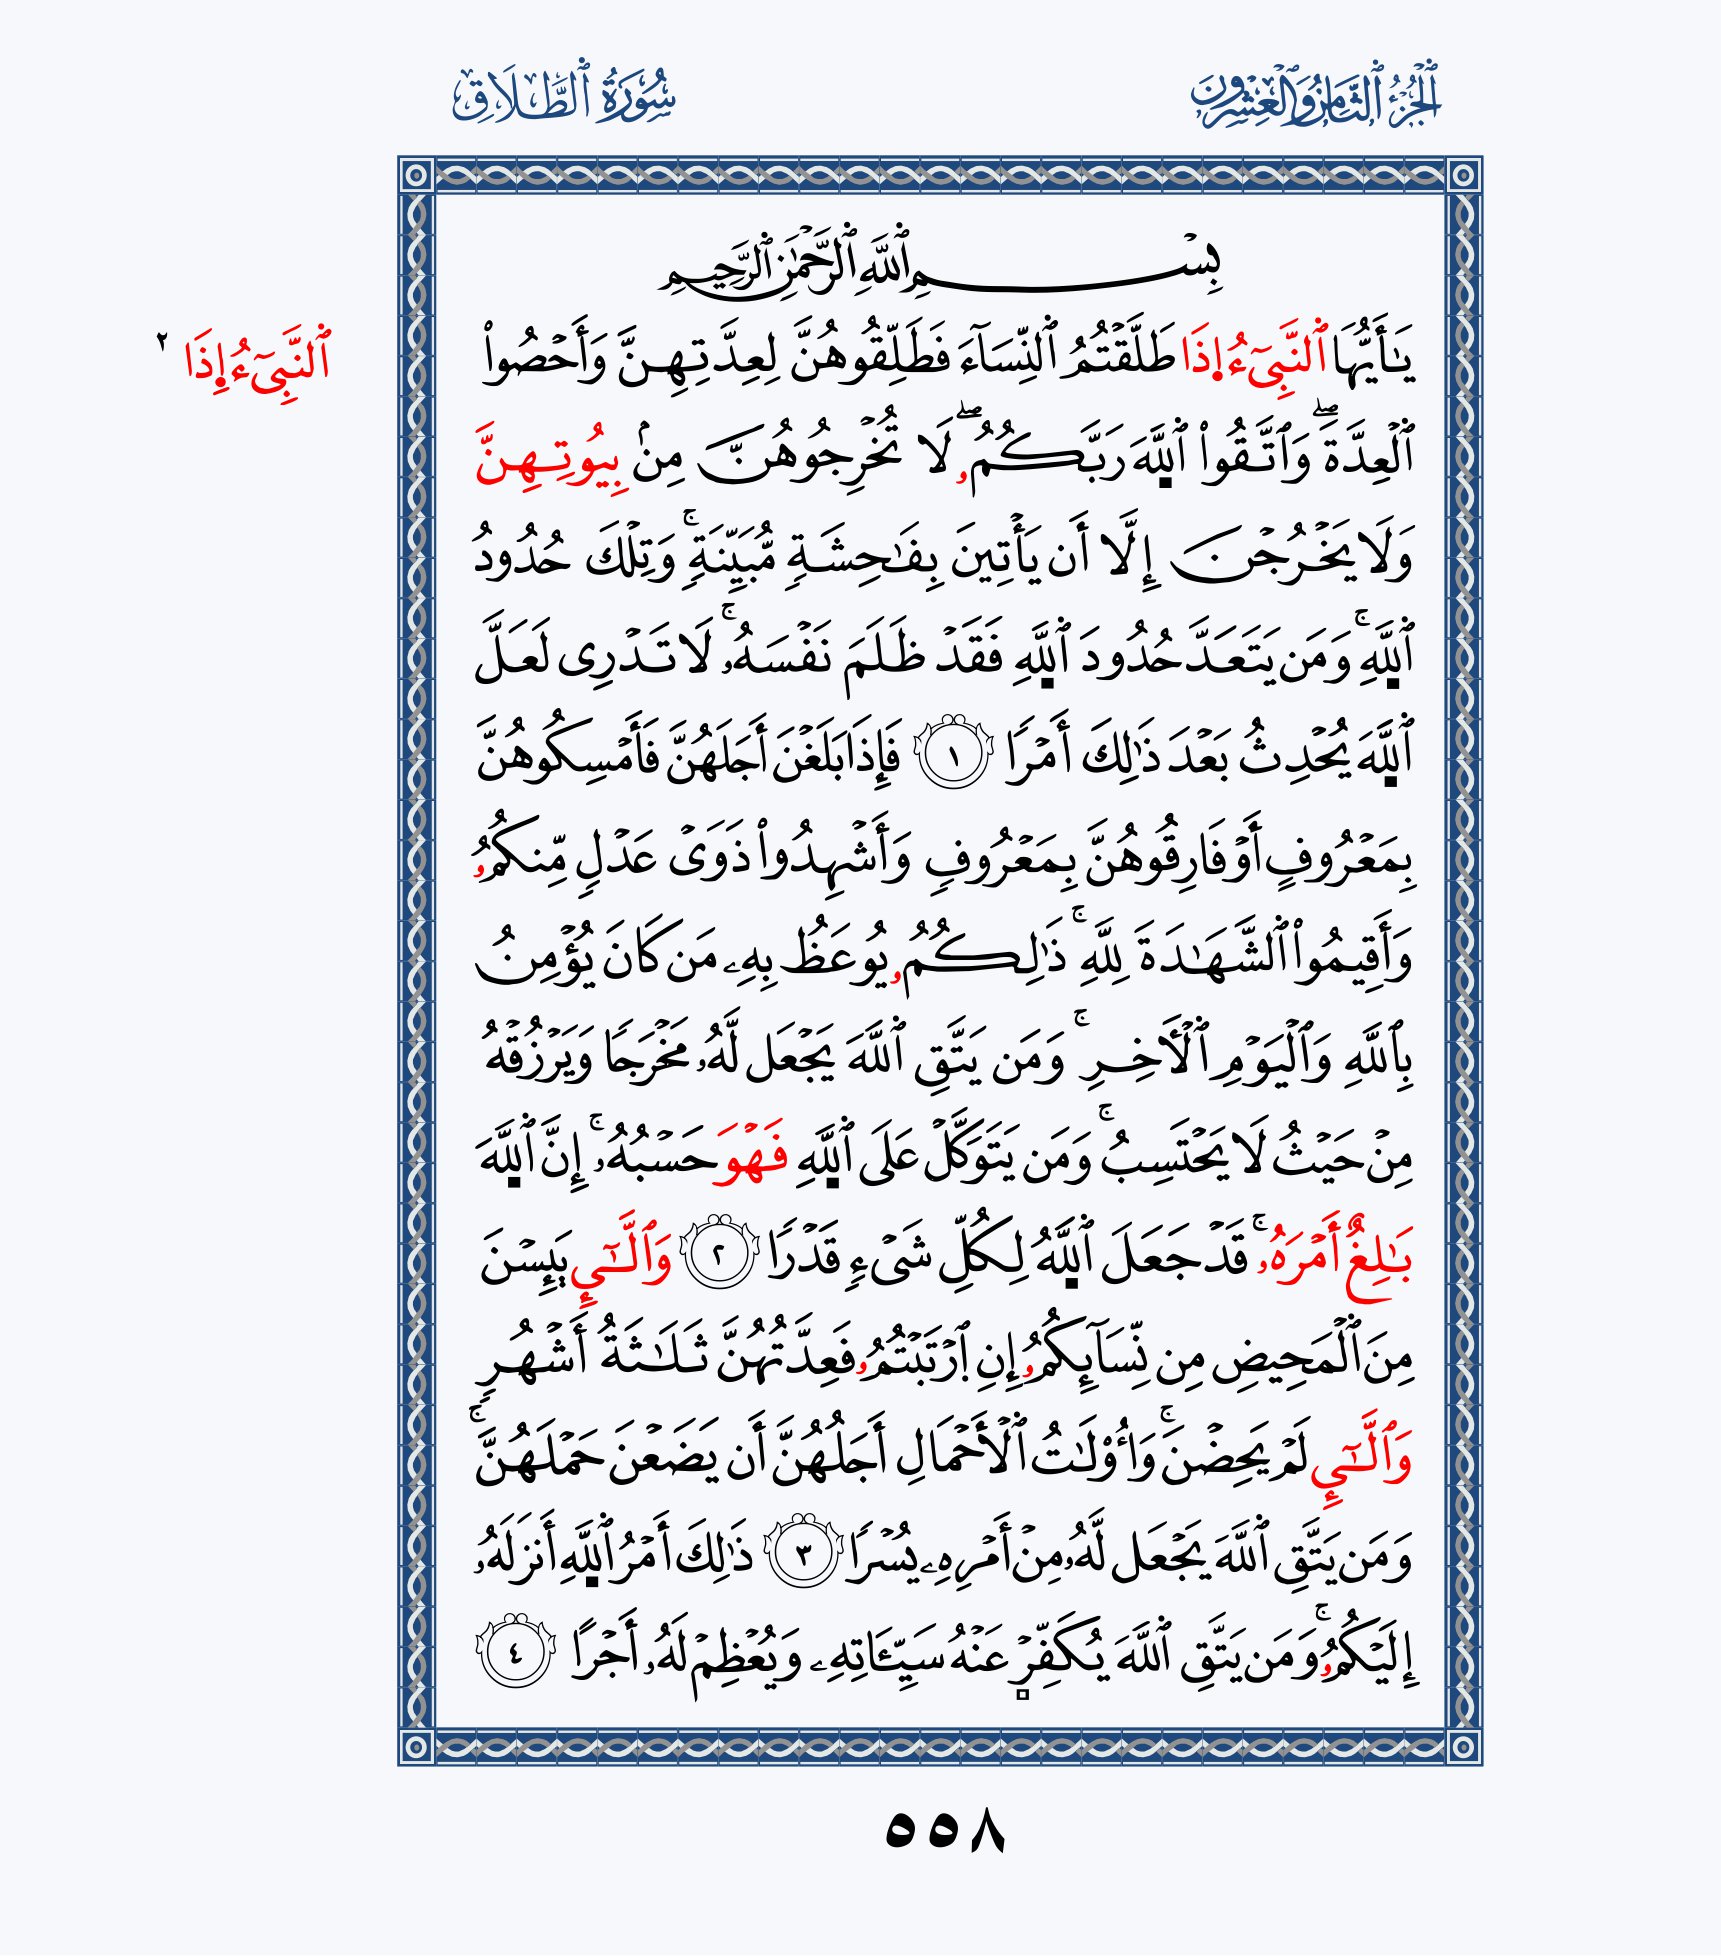 الجُزْءُ ٱلثَّامِنُ وَٱلْعِشْرُونَ
سُورَةُ ٱلطَّلَاقِ
بِسْمِ ٱللَّهِ ٱلرَّحْمَٰنِ ٱلرَّحِيمِ
يَٰأَيُّهَا ٱلنَّبِىٓءُ ا۪ذَا طَلَّقْتُمُ ٱلنِّسَآءَ فَطَلِّقُوهُنَّ لِعِدَّتِهِنَّ وَأَحْصُوا۟
ٱلنَّبِىٓءُ إِذَا ٢
ٱلْعِدَّةَۖ وَٱتَّقُوا۟ ٱللَّهَ رَبَّكُمُۥۖ لَا تُخْرِجُوهُنَّ مِنۢ بِيُوتِهِنَّ
وَلَا يَخْرُجْنَ إِلَّا أَن يَأْتِينَ بِفَٰحِشَةٍ مُّبَيِّنَةٍۚ وَتِلْكَ حُدُودُ
ٱللَّهِۚ وَمَن يَتَعَدَّ حُدُودَ ٱللَّهِ فَقَدْ ظَلَمَ نَفْسَهُۥۚ لَا تَدْرِى لَعَلَّ
ٱللَّهَ يُحْدِثُ بَعْدَ ذَٰلِكَ أَمْرًا ١ فَإِذَا بَلَغْنَ أَجَلَهُنَّ فَأَمْسِكُوهُنَّ
بِمَعْرُوفٍ أَوْ فَارِقُوهُنَّ بِمَعْرُوفٍ وَأَشْهِدُوا۟ ذَوَىْ عَدْلٍ مِّنكُمُۥ
وَأَقِيمُوا۟ ٱلشَّهَٰدَةَ لِلَّهِۚ ذَٰلِكُمُۥ يُوعَظُ بِهِۦ مَن كَانَ يُؤْمِنُ
بِٱللَّهِ وَٱلْيَوْمِ ٱلْأَخِرِۚ وَمَن يَتَّقِ ٱللَّهَ يَجْعَل لَّهُۥ مَخْرَجًا وَيَرْزُقْهُ
مِنْ حَيْثُ لَا يَحْتَسِبُۚ وَمَن يَتَوَكَّلْ عَلَى ٱللَّهِ فَهْوَ حَسْبُهُۥۚ إِنَّ ٱللَّهَ
بَٰلِغٌ أَمْرَهُۥۚ قَدْ جَعَلَ ٱللَّهُ لِكُلِّ شَىْءٍ قَدْرًا ٢ وَٱلَّٰٓـِٔي يَئِسْنَ
مِنَ ٱلْمَحِيضِ مِن نِّسَآئِكُمُۥ إِنِ ٱرْتَبْتُمُۥ فَعِدَّتُهُنَّ ثَلَٰثَةُ أَشْهُرٍ
وَٱلَّٰٓـِٔي لَمْ يَحِضْنَۚ وَأُو۟لَٰتُ ٱلْأَحْمَالِ أَجَلُهُنَّ أَن يَضَعْنَ حَمْلَهُنَّۚ
وَمَن يَتَّقِ ٱللَّهَ يَجْعَل لَّهُۥ مِنْ أَمْرِهِۦ يُسْرًا ٣ ذَٰلِكَ أَمْرُ ٱللَّهِ أَنزَلَهُۥ
إِلَيْكُمُۥۚ وَمَن يَتَّقِ ٱللَّهَ يُكَفِّرْ عَنْهُ سَيِّـَٔاتِهِۦ وَيُعْظِمْ لَهُۥ أَجْرًا ٤
٥٥٨